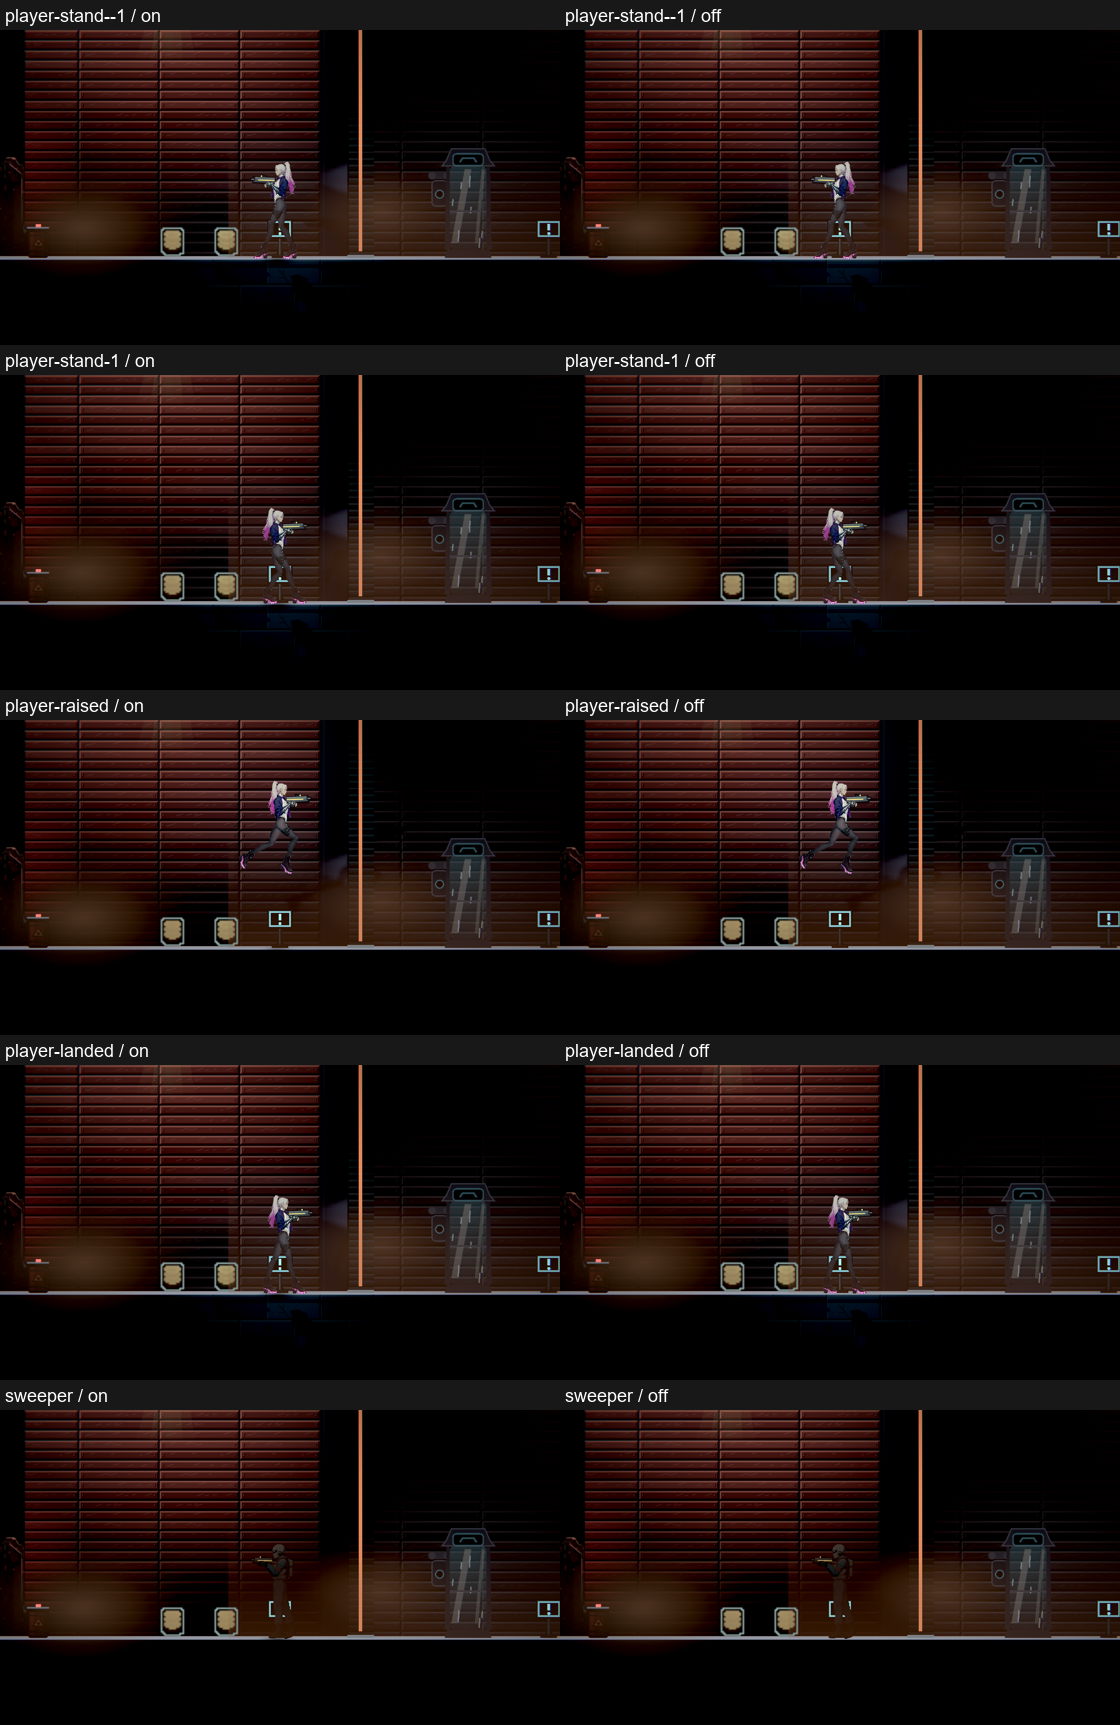 player-stand--1 / on
player-stand--1 / off
player-stand-1 / on
player-stand-1 / off
player-raised / on
player-raised / off
player-landed / on
player-landed / off
sweeper / on
sweeper / off